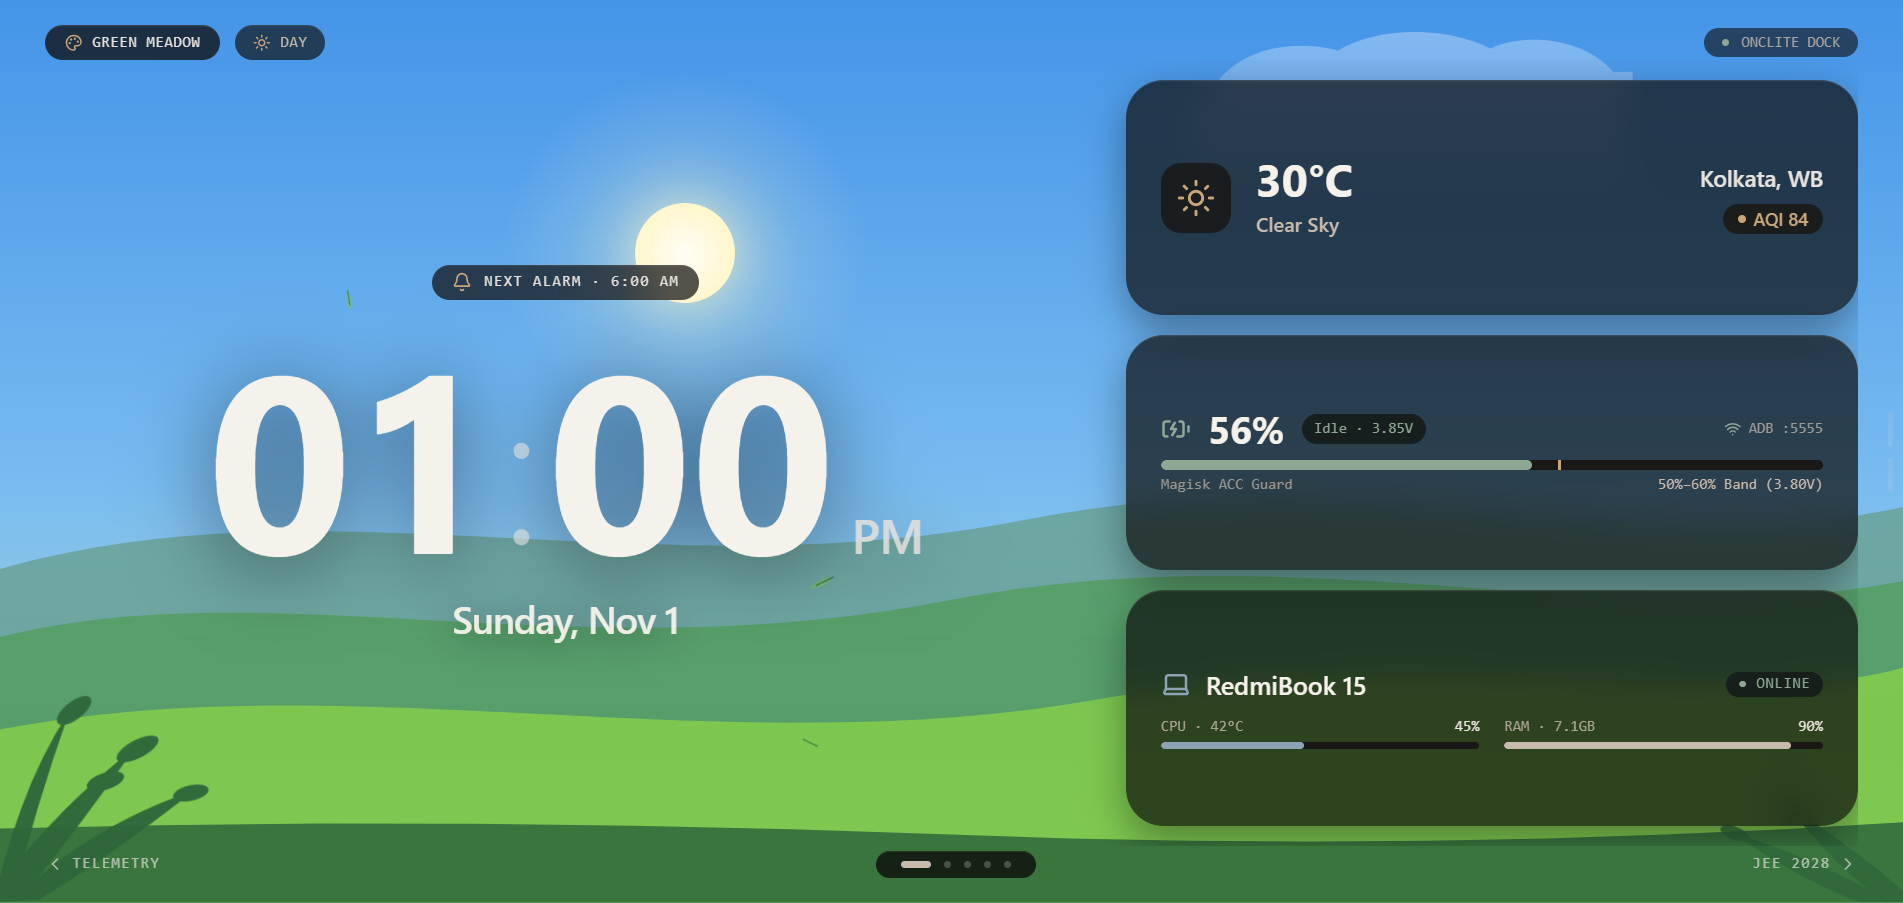 GREEN MEADOW
DAY
ONCLITE DOCK
NEXT ALARM · 6:00 AM
01:00 PM
Sunday, Nov 1
30°C
Clear Sky
Kolkata, WB
AQI 84
56%
Idle · 3.85V
ADB :5555
Magisk ACC Guard
50%–60% Band (3.80V)
RedmiBook 15
ONLINE
CPU · 42°C
45%
RAM · 7.1GB
90%
TELEMETRY
JEE 2028